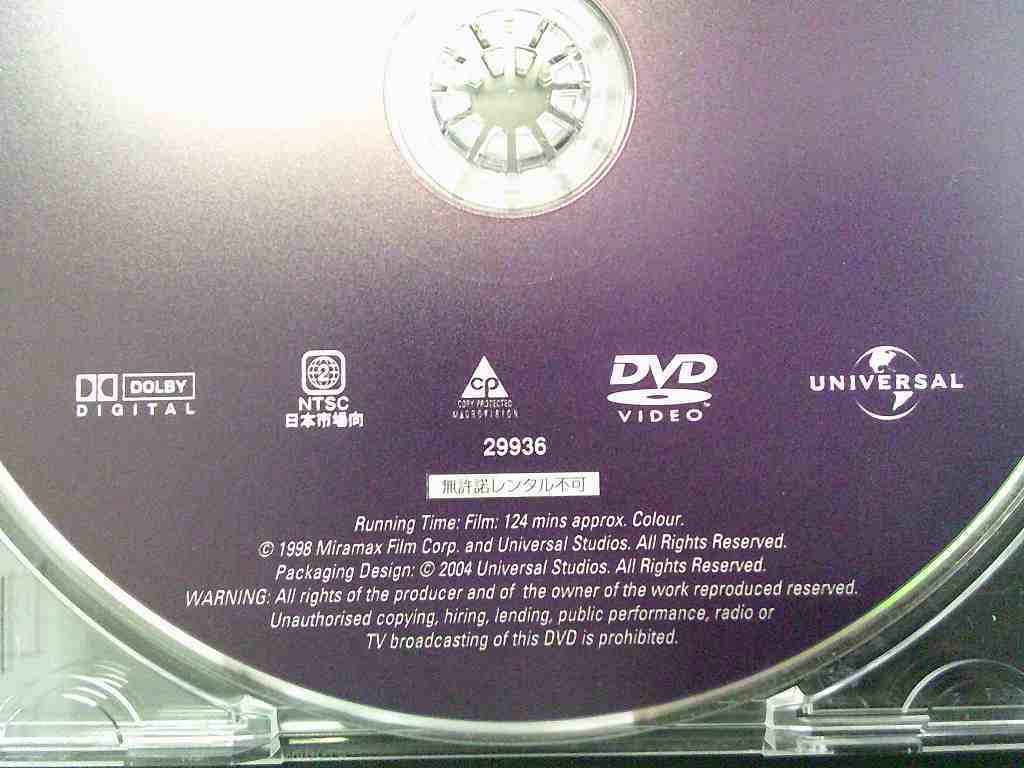 DOLBY
DIGITAL
2
NTSC
日本市場向
cp
COPY PROTECTED
MACROVISION
DVD
VIDEO™
UNIVERSAL
29936
無許諾レンタル不可
Running Time: Film: 124 mins approx. Colour.
© 1998 Miramax Film Corp. and Universal Studios. All Rights Reserved.
Packaging Design: © 2004 Universal Studios. All Rights Reserved.
WARNING: All rights of the producer and of the owner of the work reproduced reserved.
Unauthorised copying, hiring, lending, public performance, radio or
TV broadcasting of this DVD is prohibited.